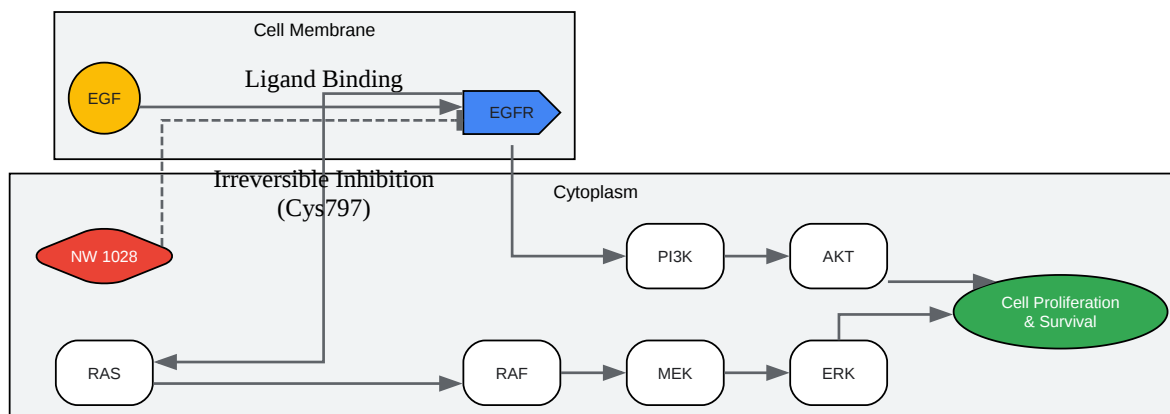 Cell Membrane
EGF
Ligand Binding
EGFR
Irreversible Inhibition
(Cys797)
Cytoplasm
NW 1028
PI3K
AKT
Cell Proliferation
& Survival
RAS
RAF
MEK
ERK